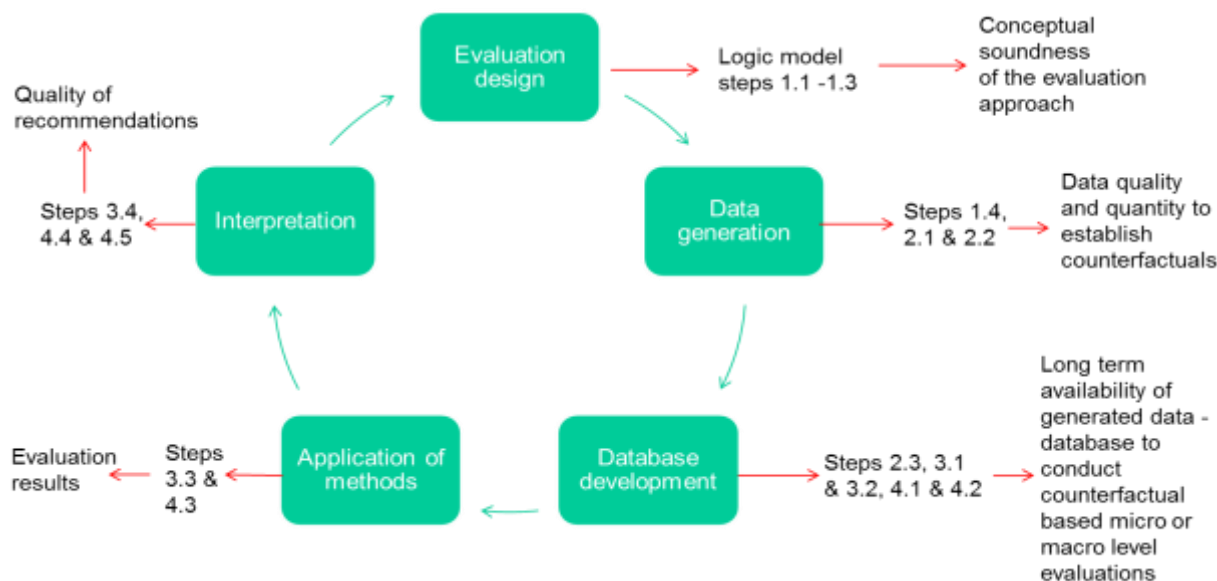 Evaluation
design
Logic model
steps 1.1 -1.3
Conceptual
soundness
of the evaluation
approach
Data
generation
Steps 1.4,
2.1 & 2.2
Data quality
and quantity to
establish
counterfactuals
Database
development
Steps 2.3, 3.1
& 3.2, 4.1 & 4.2
Long term
availability of
generated data -
database to
conduct
counterfactual
based micro or
macro level
evaluations
Application of
methods
Steps
3.3 &
4.3
Evaluation
results
Interpretation
Steps 3.4,
4.4 & 4.5
Quality of
recommendations